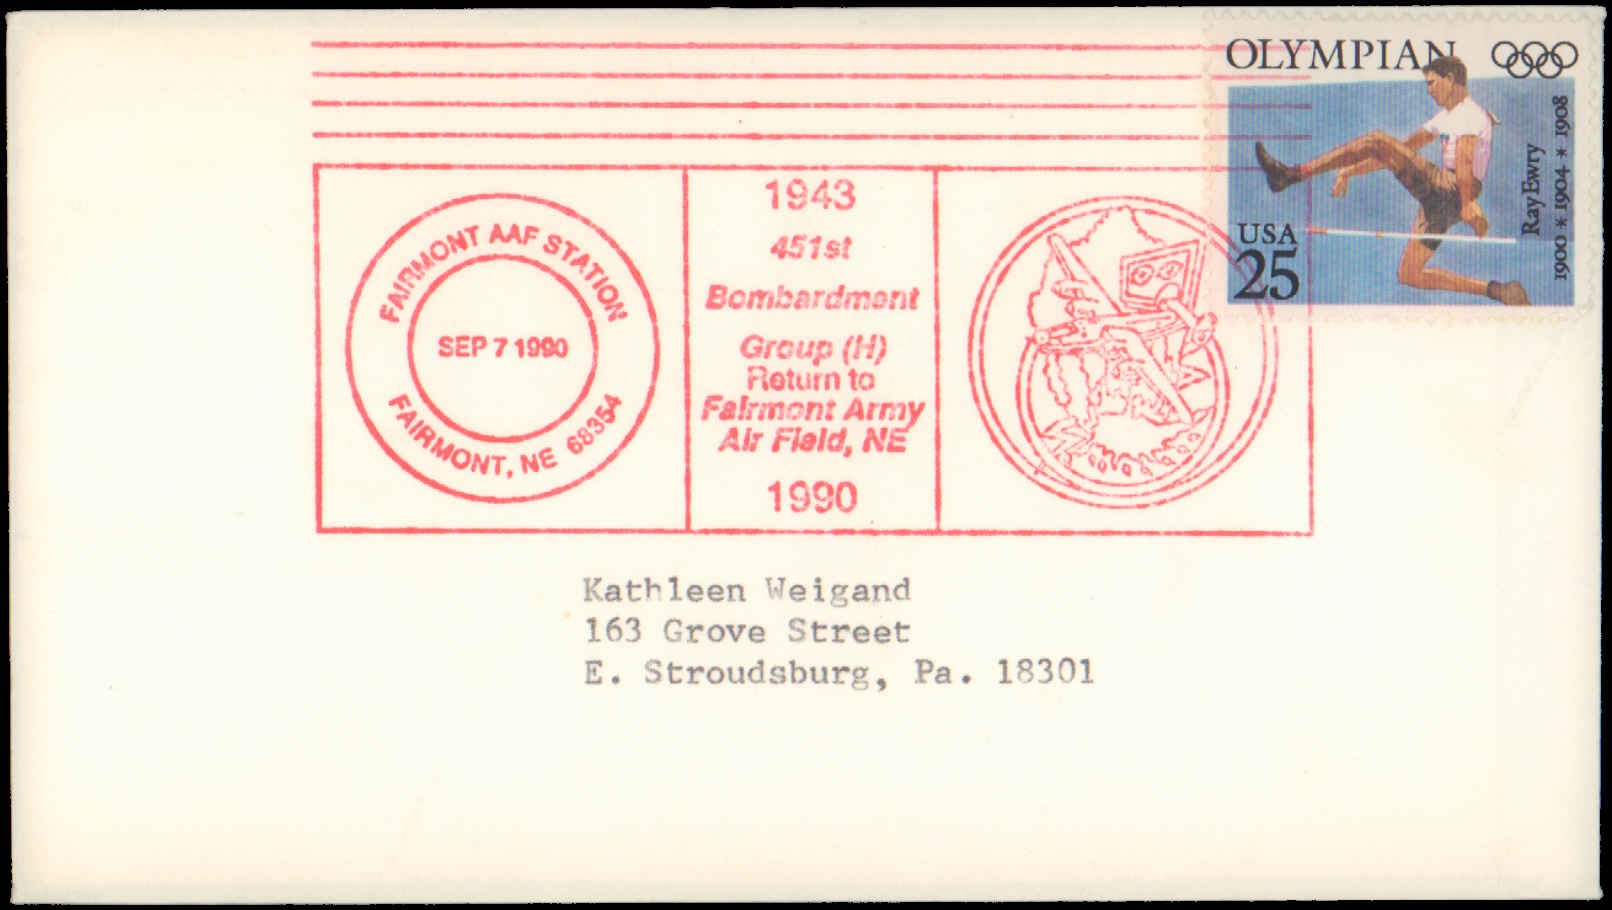 OLYMPIAN
USA
25
Ray Ewry
1900 * 1904 * 1908
FAIRMONT AAF STATION
SEP 7 1990
FAIRMONT, NE 68354
1943
451st
Bombardment
Group (H)
Return to
Fairmont Army
Air Field, NE
1990
Kathleen Weigand
163 Grove Street
E. Stroudsburg, Pa. 18301